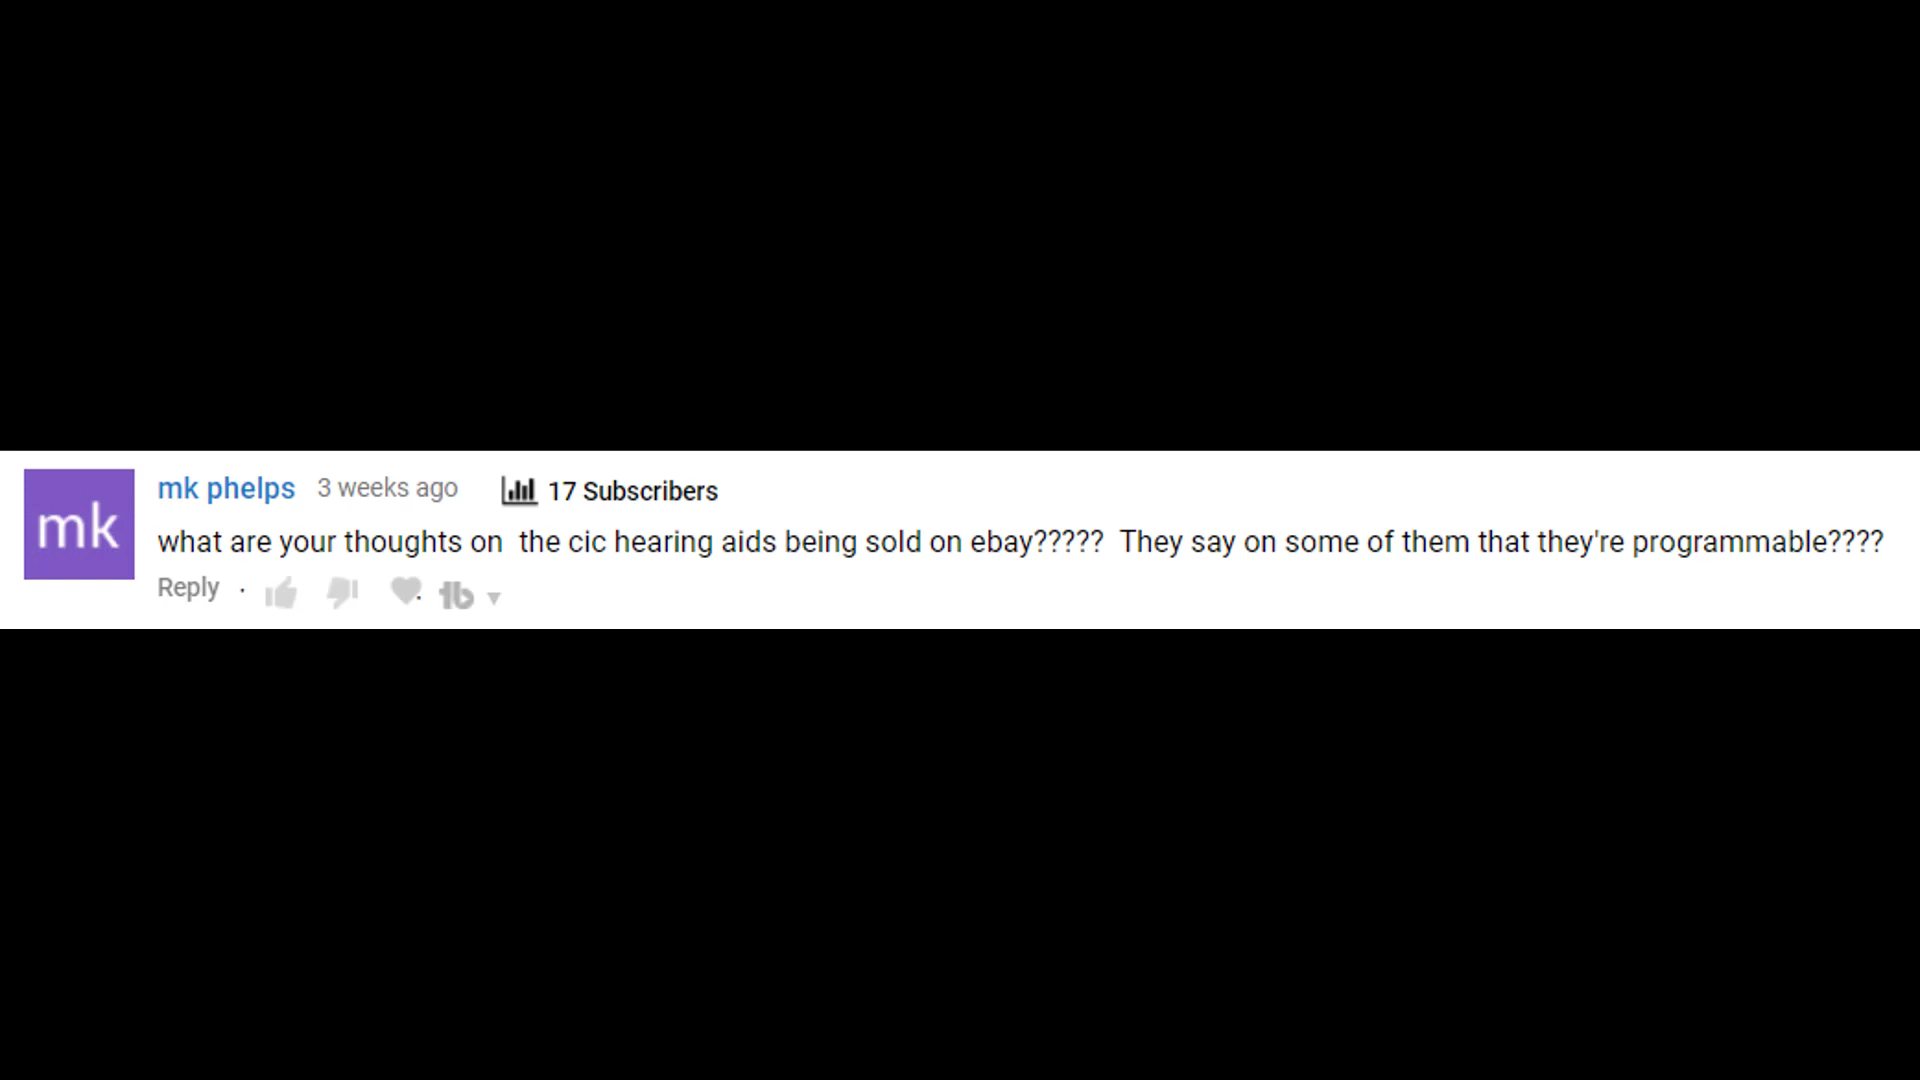 mk
mk phelps 3 weeks ago 17 Subscribers
what are your thoughts on  the cic hearing aids being sold on ebay?????  They say on some of them that they're programmable????
Reply ·
tb